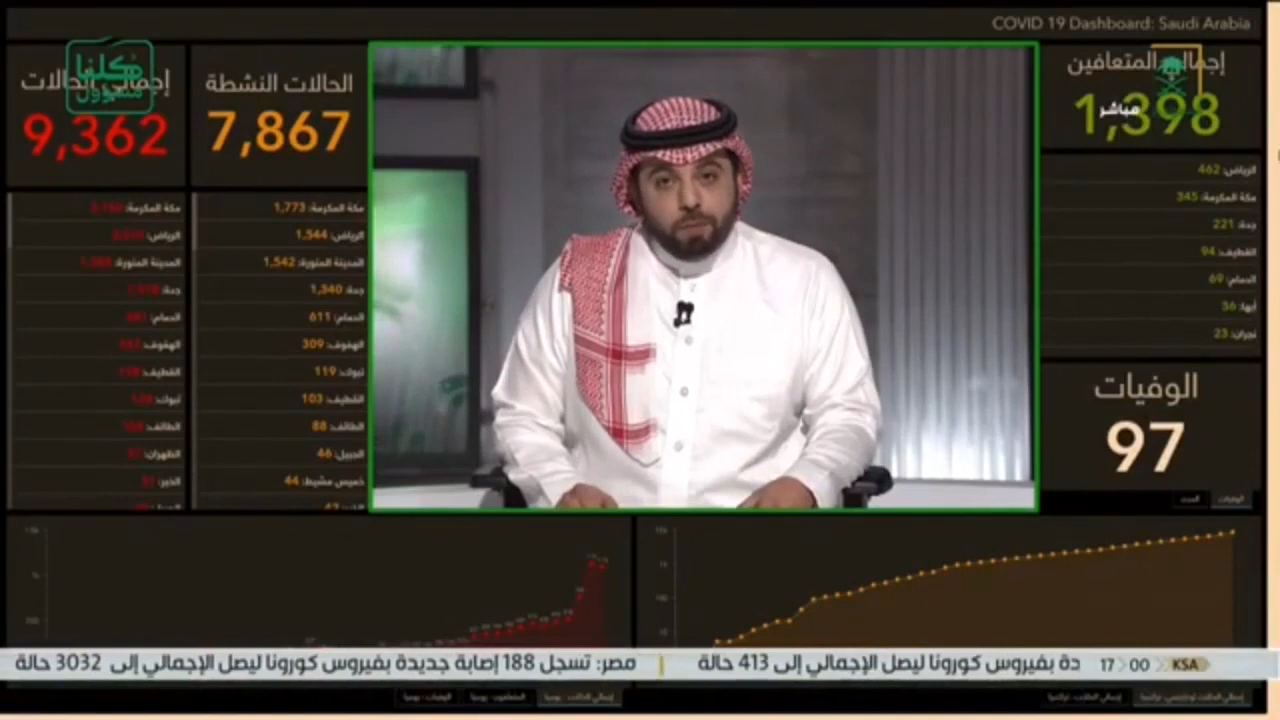 COVID 19 Dashboard: Saudi Arabia
كلنا مسؤول
إجمالي المتعافين
1,398
مباشر
الرياض: 462
مكة المكرمة: 345
جدة: 221
القطيف: 94
الدمام: 69
أبها: 36
نجران: 23
الوفيات
97
الحالات النشطة
7,867
مكة المكرمة: 1,773
الرياض: 1,544
المدينة المنورة: 1,542
جدة: 1,340
الدمام: 611
الهفوف: 309
تبوك: 119
القطيف: 103
الطائف: 88
الجبيل: 46
خميس مشيط: 44
إجمالي الحالات
9,362
مكة المكرمة:
الرياض:
المدينة المنورة:
جدة:
الدمام:
الهفوف:
القطيف:
تبوك:
الطائف:
الظهران:
الخبر:
KSA 17:00
دة بفيروس كورونا ليصل الإجمالي إلى 413 حالة | مصر: تسجل 188 إصابة جديدة بفيروس كورونا ليصل الإجمالي إلى 3032 حالة